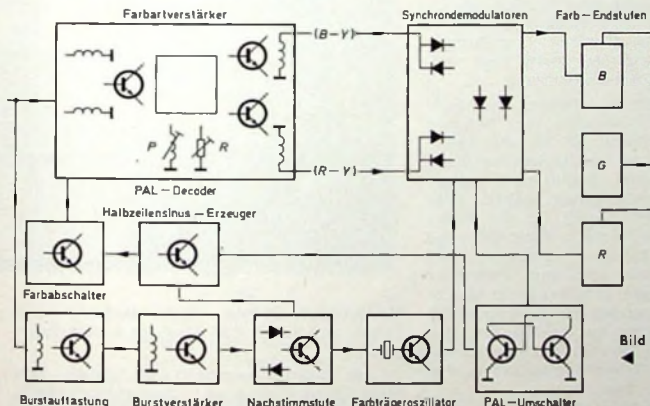 Farbartverstärker
Synchrondemodulatoren
Farb-Endstufen
(B-Y)
B
P
R
G
(R-Y)
PAL-Decoder
Halbzeilensinus-Erzeuger
R
Farbabschalter
Bild
Burstauftastung
Burstverstärker
Nachstimmstufe
Farbträgeroszillator
PAL-Umschalter